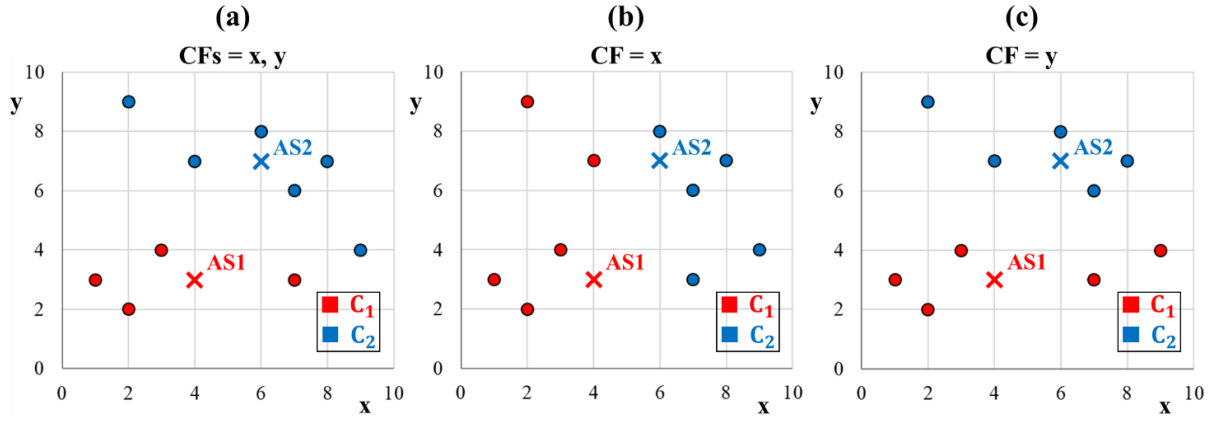 (a)
CFs = x, y
10
y
8
6
4
2
0
0 2 4 6 8 10
x
AS2
AS1
C₁
C₂
(b)
CF = x
10
y
8
6
4
2
0
0 2 4 6 8 10
x
AS2
AS1
C₁
C₂
(c)
CF = y
10
y
8
6
4
2
0
0 2 4 6 8 10
x
AS2
AS1
C₁
C₂